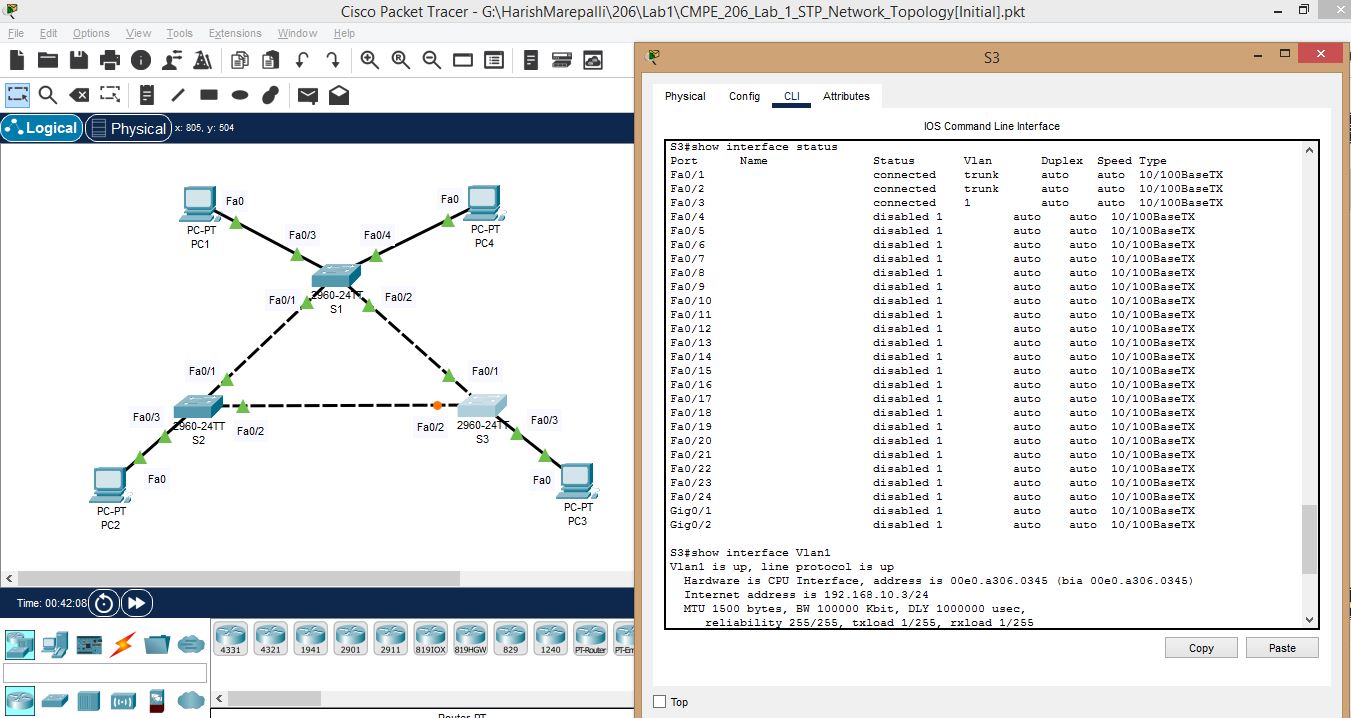 Cisco Packet Tracer - G:\HarishMarepalli\206\Lab1\CMPE_206_Lab_1_STP_Network_Topology[Initial].pkt
File Edit Options View Tools Extensions Window Help
Logical Physical x: 805, y: 504
Fa0
PC-PT
PC1
Fa0
PC-PT
PC4
Fa0/3
Fa0/4
Fa0/1
2960-24TT
S1
Fa0/2
Fa0/1
Fa0/1
Fa0/3
2960-24TT
S2
Fa0/2
Fa0/2
2960-24TT
S3
Fa0/3
Fa0
PC-PT
PC2
Fa0
PC-PT
PC3
Time: 00:42:08
4331 4321 1941 2901 2911 819IOX 819HGW 829 1240 PT-Router PT-Em
Router-PT
S3
Physical Config CLI Attributes
IOS Command Line Interface
S3#show interface status
Port Name Status Vlan Duplex Speed Type
Fa0/1 connected trunk auto auto 10/100BaseTX
Fa0/2 connected trunk auto auto 10/100BaseTX
Fa0/3 connected 1 auto auto 10/100BaseTX
Fa0/4 disabled 1 auto auto 10/100BaseTX
Fa0/5 disabled 1 auto auto 10/100BaseTX
Fa0/6 disabled 1 auto auto 10/100BaseTX
Fa0/7 disabled 1 auto auto 10/100BaseTX
Fa0/8 disabled 1 auto auto 10/100BaseTX
Fa0/9 disabled 1 auto auto 10/100BaseTX
Fa0/10 disabled 1 auto auto 10/100BaseTX
Fa0/11 disabled 1 auto auto 10/100BaseTX
Fa0/12 disabled 1 auto auto 10/100BaseTX
Fa0/13 disabled 1 auto auto 10/100BaseTX
Fa0/14 disabled 1 auto auto 10/100BaseTX
Fa0/15 disabled 1 auto auto 10/100BaseTX
Fa0/16 disabled 1 auto auto 10/100BaseTX
Fa0/17 disabled 1 auto auto 10/100BaseTX
Fa0/18 disabled 1 auto auto 10/100BaseTX
Fa0/19 disabled 1 auto auto 10/100BaseTX
Fa0/20 disabled 1 auto auto 10/100BaseTX
Fa0/21 disabled 1 auto auto 10/100BaseTX
Fa0/22 disabled 1 auto auto 10/100BaseTX
Fa0/23 disabled 1 auto auto 10/100BaseTX
Fa0/24 disabled 1 auto auto 10/100BaseTX
Gig0/1 disabled 1 auto auto 10/100BaseTX
Gig0/2 disabled 1 auto auto 10/100BaseTX
S3#show interface Vlan1
Vlan1 is up, line protocol is up
Hardware is CPU Interface, address is 00e0.a306.0345 (bia 00e0.a306.0345)
Internet address is 192.168.10.3/24
MTU 1500 bytes, BW 100000 Kbit, DLY 1000000 usec,
reliability 255/255, txload 1/255, rxload 1/255
Copy Paste
Top